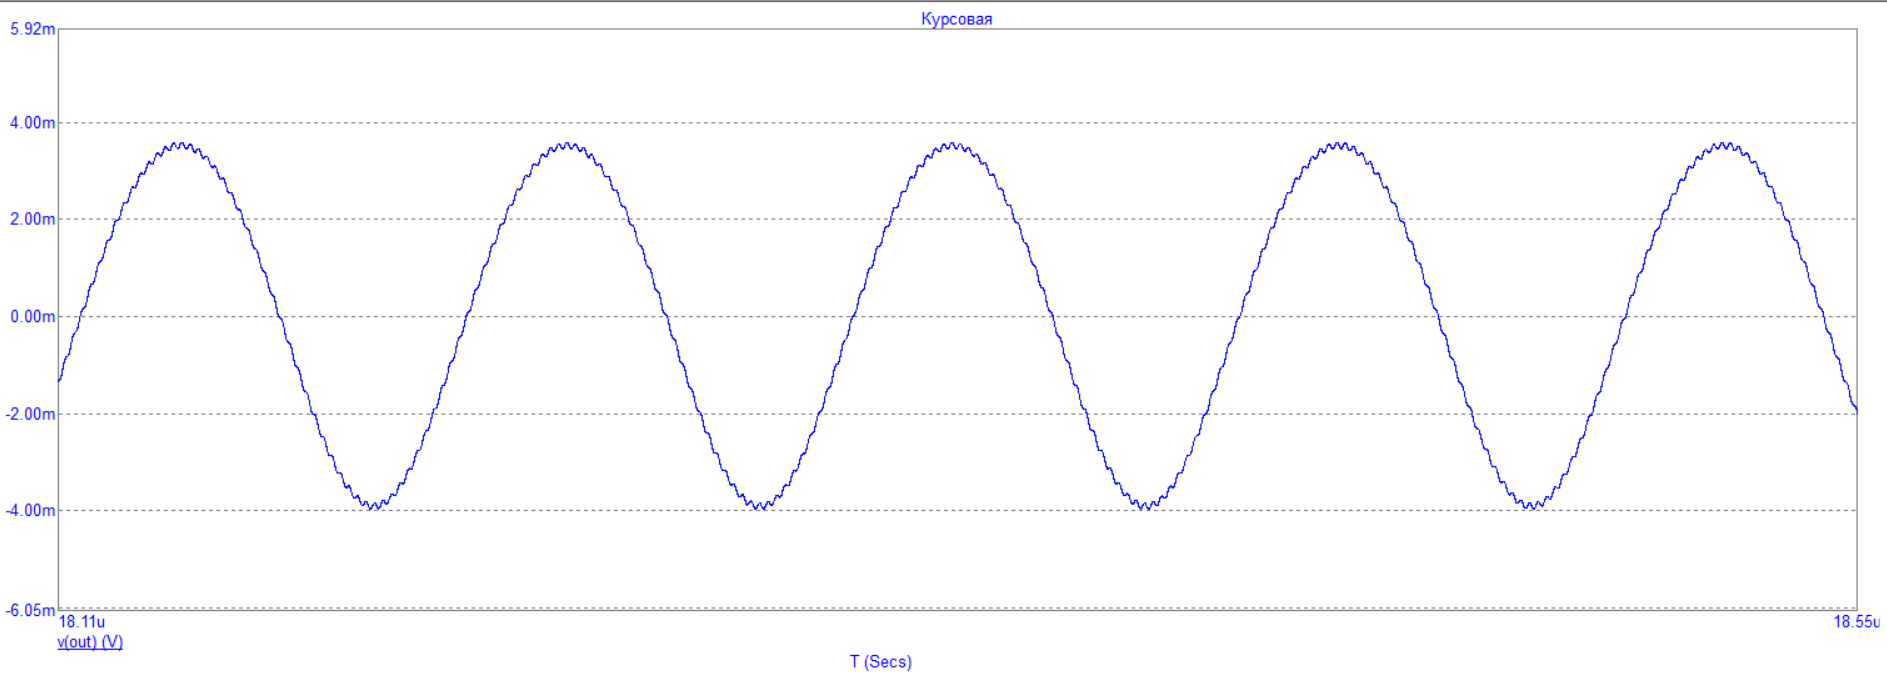 Курсовая
5.92m
4.00m
2.00m
0.00m
-2.00m
-4.00m
-6.05m
18.11u 18.55u
v(out) (V)
T (Secs)